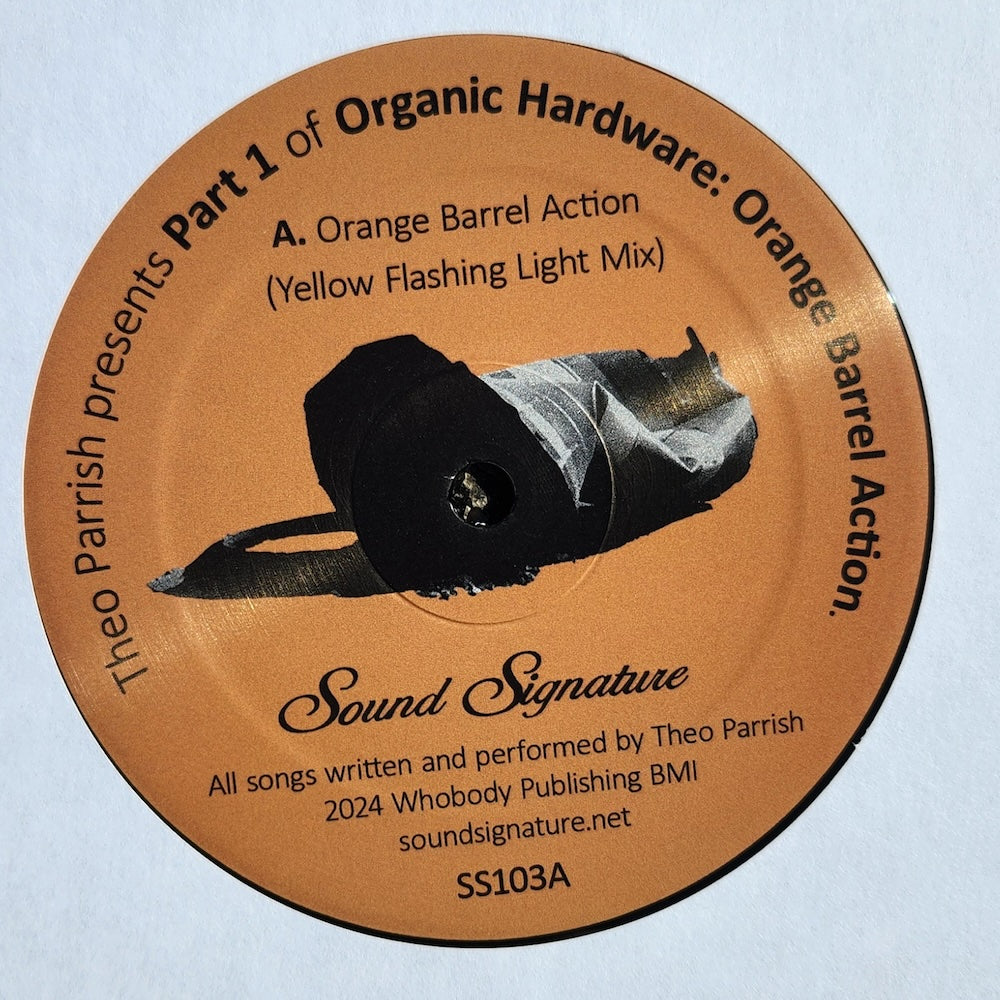 Theo Parrish presents Part 1 of Organic Hardware: Orange Barrel Action.
A. Orange Barrel Action
(Yellow Flashing Light Mix)
Sound Signature
All songs written and performed by Theo Parrish
2024 Whobody Publishing BMI
soundsignature.net
SS103A